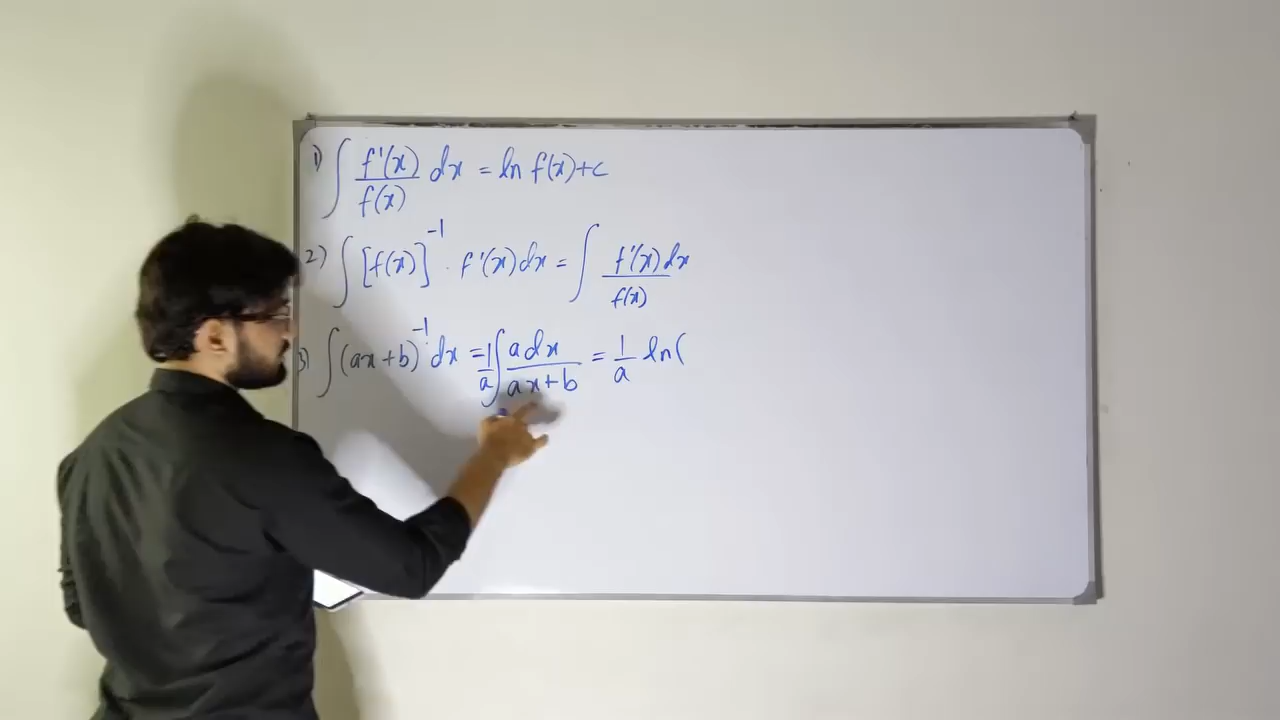 1) ∫ f'(x)/f(x) dx = ln f(x)+c
2) ∫ [f(x)]⁻¹ · f'(x)dx = ∫ f'(x)dx/f(x)
3) ∫ (ax+b)⁻¹ dx = 1/a ∫ a dx/ax+b = 1/a ln(